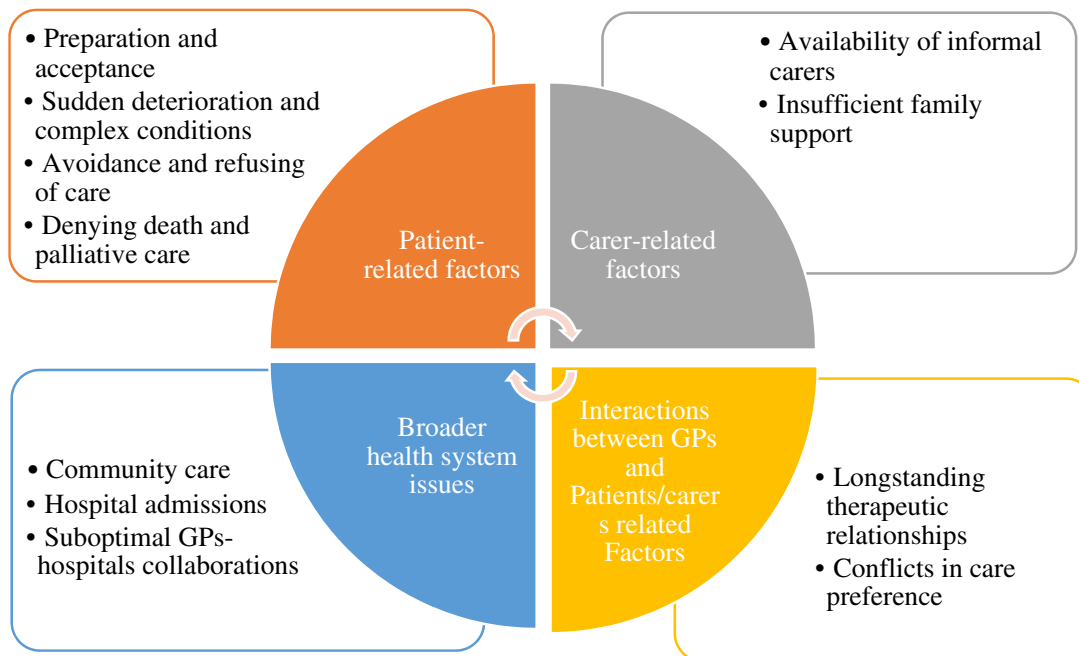 • Preparation and
acceptance
• Sudden deterioration and
complex conditions
• Avoidance and refusing
of care
• Denying death and
palliative care
Patient-
related factors
• Availability of informal
carers
• Insufficient family
support
Carer-related
factors
• Community care
• Hospital admissions
• Suboptimal GPs-
hospitals collaborations
Broader
health system
issues
Interactions
between GPs
and
Patients/carer
s related
Factors
• Longstanding
therapeutic
relationships
• Conflicts in care
preference